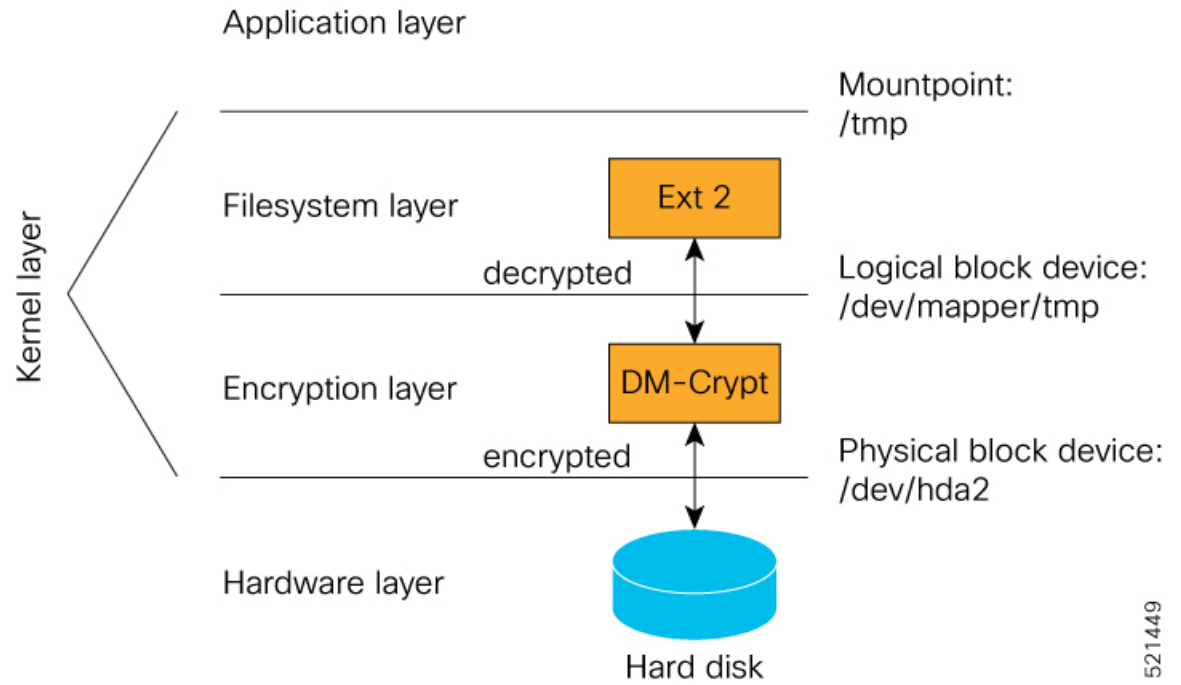 Application layer
Mountpoint:
/tmp
Kernel layer
Filesystem layer
Ext 2
decrypted
Logical block device:
/dev/mapper/tmp
Encryption layer
DM-Crypt
encrypted
Physical block device:
/dev/hda2
Hardware layer
Hard disk
521449